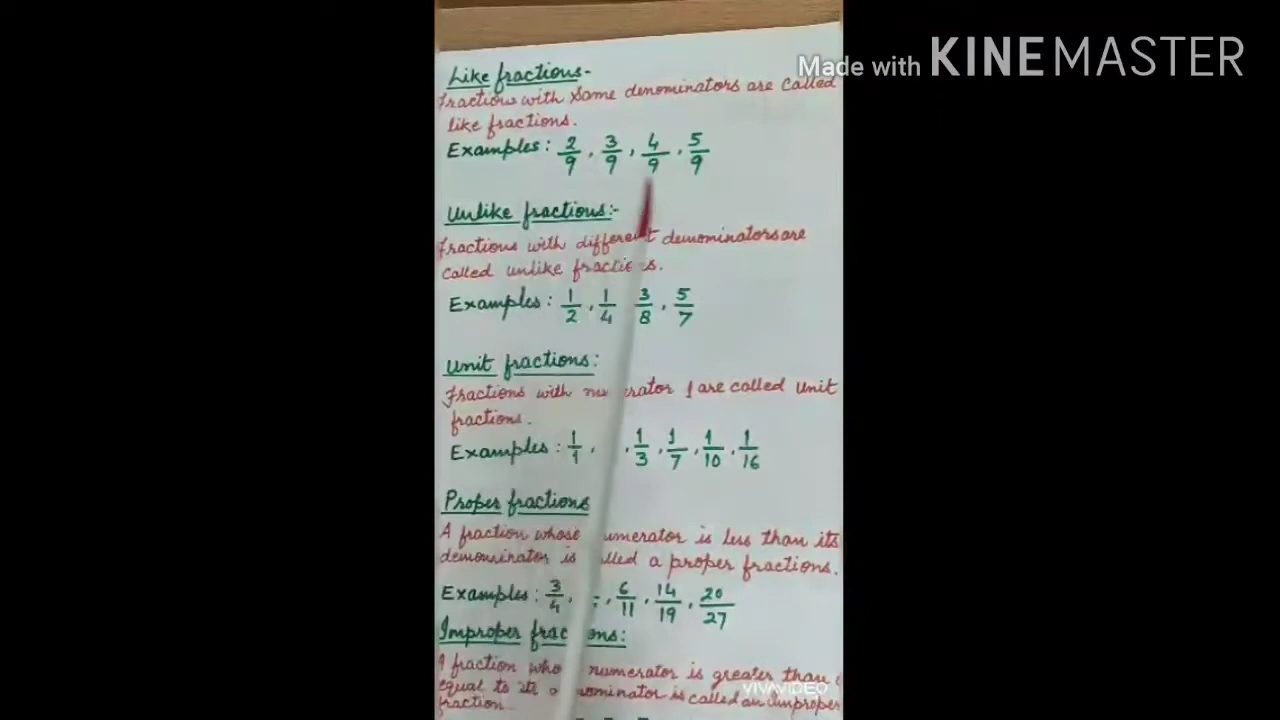 Made with KINEMASTER
Like fractions-
Fractions with same denominators are called
like fractions.
Examples: 2/9, 3/9, 4/9, 5/9
Unlike fractions:-
Fractions with different denominators are
called unlike fractions.
Examples: 1/2, 1/4 3/8, 5/7
Unit fractions:
Fractions with numerator 1 are called Unit
fractions.
Examples: 1/1, , 1/3, 1/7, 1/10, 1/16
Proper fractions
A fraction whose numerator is less than its
denominator is called a proper fractions.
Examples: 3/4, , 6/11, 14/19, 20/27
Improper fractions:
A fraction whose numerator is greater than
equal to its denominator is called an improper
fraction.
VIVAVIDEO